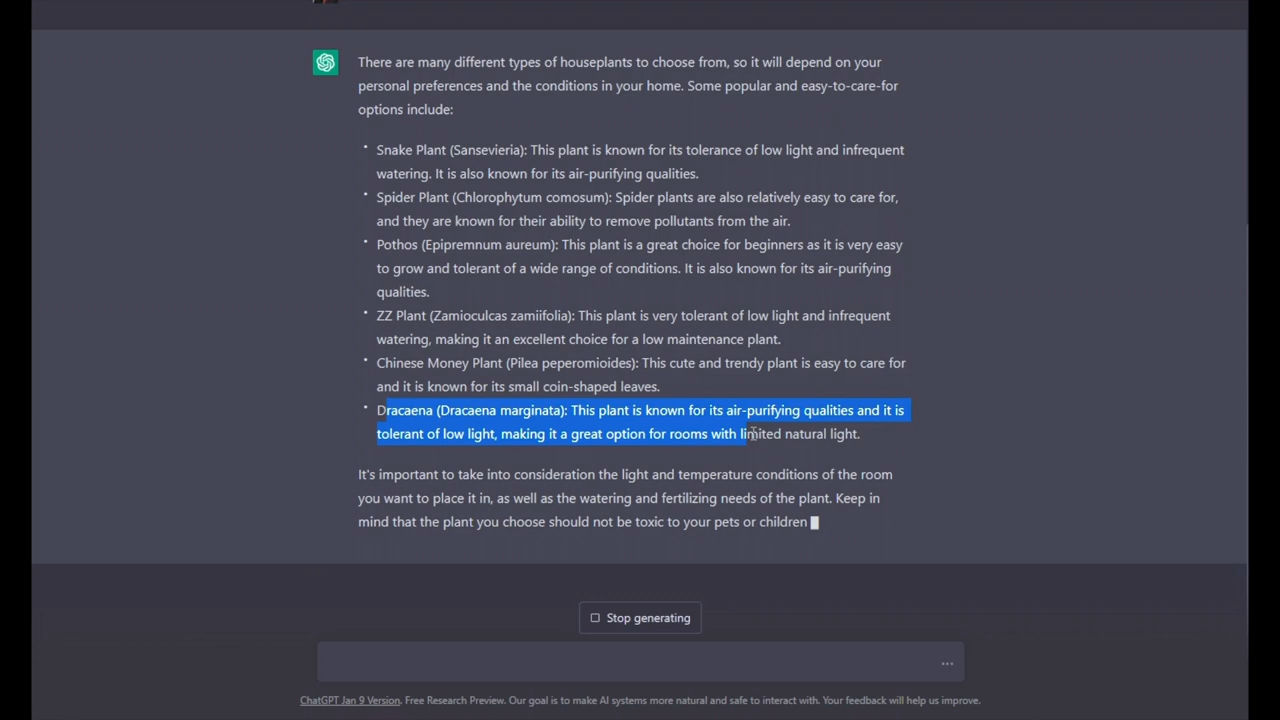 There are many different types of houseplants to choose from, so it will depend on your
personal preferences and the conditions in your home. Some popular and easy-to-care-for
options include:
• Snake Plant (Sansevieria): This plant is known for its tolerance of low light and infrequent
watering. It is also known for its air-purifying qualities.
• Spider Plant (Chlorophytum comosum): Spider plants are also relatively easy to care for,
and they are known for their ability to remove pollutants from the air.
• Pothos (Epipremnum aureum): This plant is a great choice for beginners as it is very easy
to grow and tolerant of a wide range of conditions. It is also known for its air-purifying
qualities.
• ZZ Plant (Zamioculcas zamiifolia): This plant is very tolerant of low light and infrequent
watering, making it an excellent choice for a low maintenance plant.
• Chinese Money Plant (Pilea peperomioides): This cute and trendy plant is easy to care for
and it is known for its small coin-shaped leaves.
• Dracaena (Dracaena marginata): This plant is known for its air-purifying qualities and it is
tolerant of low light, making it a great option for rooms with limited natural light.
It's important to take into consideration the light and temperature conditions of the room
you want to place it in, as well as the watering and fertilizing needs of the plant. Keep in
mind that the plant you choose should not be toxic to your pets or children
Stop generating
ChatGPT Jan 9 Version. Free Research Preview. Our goal is to make AI systems more natural and safe to interact with. Your feedback will help us improve.